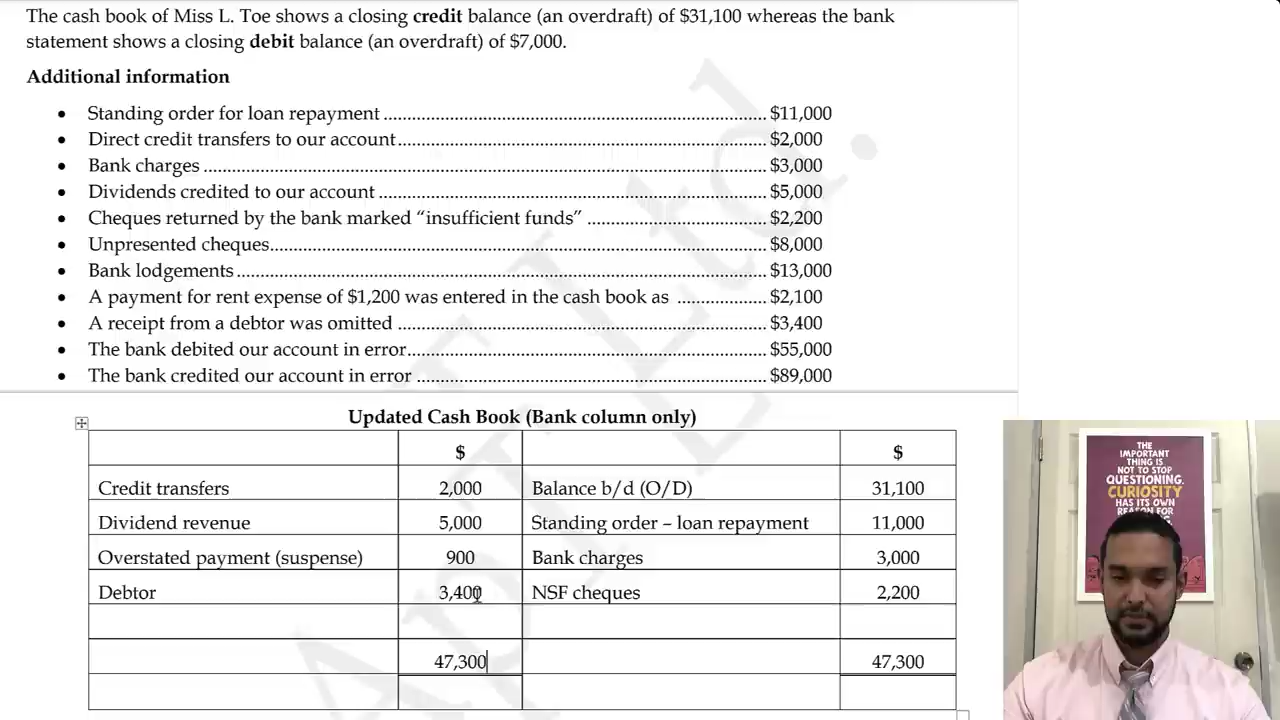 The cash book of Miss L. Toe shows a closing credit balance (an overdraft) of $31,100 whereas the bank
statement shows a closing debit balance (an overdraft) of $7,000.
Additional information
• Standing order for loan repayment ........ $11,000
• Direct credit transfers to our account ........ $2,000
• Bank charges ........ $3,000
• Dividends credited to our account ........ $5,000
• Cheques returned by the bank marked “insufficient funds” ........ $2,200
• Unpresented cheques ........ $8,000
• Bank lodgements ........ $13,000
• A payment for rent expense of $1,200 was entered in the cash book as ........ $2,100
• A receipt from a debtor was omitted ........ $3,400
• The bank debited our account in error ........ $55,000
• The bank credited our account in error ........ $89,000
Updated Cash Book (Bank column only)
$ $
Credit transfers 2,000 Balance b/d (O/D) 31,100
Dividend revenue 5,000 Standing order – loan repayment 11,000
Overstated payment (suspense) 900 Bank charges 3,000
Debtor 3,400 NSF cheques 2,200
47,300 47,300
THE
IMPORTANT
THING IS
NOT TO STOP
QUESTIONING.
CURIOSITY
HAS ITS OWN
REASON FOR
Ltd.